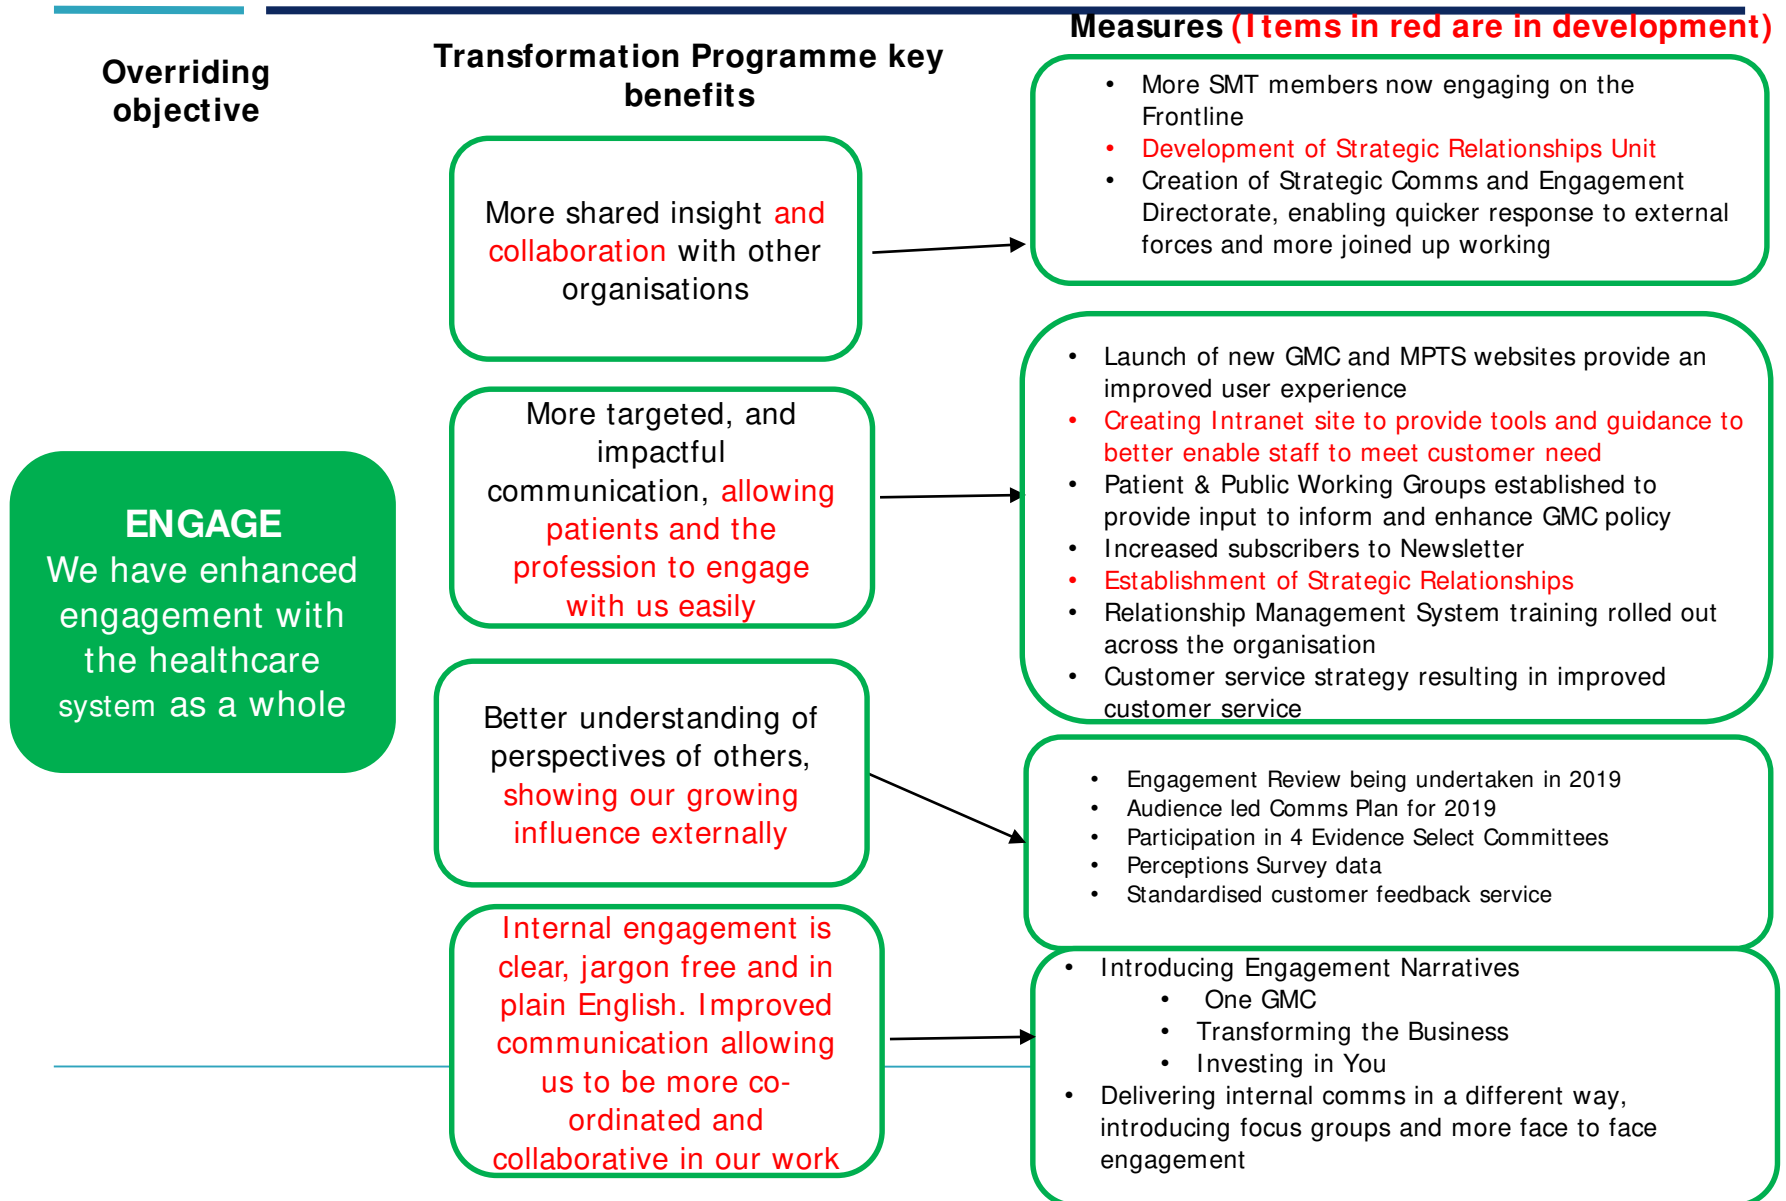 Overriding
objective
Transformation Programme key
benefits
Measures (Items in red are in development)
ENGAGE
We have enhanced
engagement with
the healthcare
system as a whole
More shared insight and
collaboration with other
organisations
• More SMT members now engaging on the
Frontline
• Development of Strategic Relationships Unit
• Creation of Strategic Comms and Engagement
Directorate, enabling quicker response to external
forces and more joined up working
More targeted, and
impactful
communication, allowing
patients and the
profession to engage
with us easily
• Launch of new GMC and MPTS websites provide an
improved user experience
• Creating Intranet site to provide tools and guidance to
better enable staff to meet customer need
• Patient & Public Working Groups established to
provide input to inform and enhance GMC policy
• Increased subscribers to Newsletter
• Establishment of Strategic Relationships
• Relationship Management System training rolled out
across the organisation
• Customer service strategy resulting in improved
customer service
Better understanding of
perspectives of others,
showing our growing
influence externally
• Engagement Review being undertaken in 2019
• Audience led Comms Plan for 2019
• Participation in 4 Evidence Select Committees
• Perceptions Survey data
• Standardised customer feedback service
Internal engagement is
clear, jargon free and in
plain English. Improved
communication allowing
us to be more co-
ordinated and
collaborative in our work
• Introducing Engagement Narratives
• One GMC
• Transforming the Business
• Investing in You
• Delivering internal comms in a different way,
introducing focus groups and more face to face
engagement